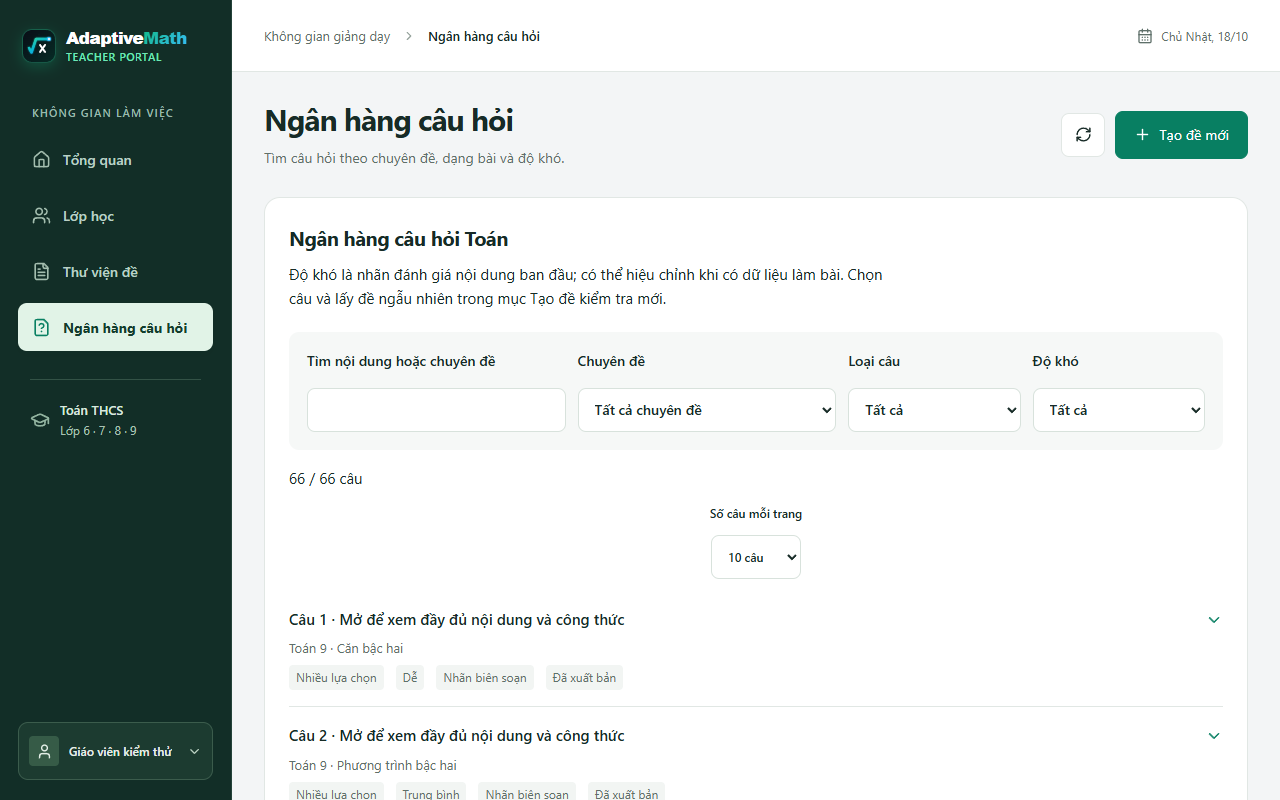 AdaptiveMath
TEACHER PORTAL
KHÔNG GIAN LÀM VIỆC
Tổng quan
Lớp học
Thư viện đề
Ngân hàng câu hỏi
Toán THCS
Lớp 6 · 7 · 8 · 9
Giáo viên kiểm thử
Không gian giảng dạy > Ngân hàng câu hỏi
Chủ Nhật, 18/10
Ngân hàng câu hỏi
Tìm câu hỏi theo chuyên đề, dạng bài và độ khó.
+ Tạo đề mới
Ngân hàng câu hỏi Toán
Độ khó là nhãn đánh giá nội dung ban đầu; có thể hiệu chỉnh khi có dữ liệu làm bài. Chọn
câu và lấy đề ngẫu nhiên trong mục Tạo đề kiểm tra mới.
Tìm nội dung hoặc chuyên đề Chuyên đề Loại câu Độ khó
Tất cả chuyên đề Tất cả Tất cả
66 / 66 câu
Số câu mỗi trang
10 câu
Câu 1 · Mở để xem đầy đủ nội dung và công thức
Toán 9 · Căn bậc hai
Nhiều lựa chọn Dễ Nhãn biên soạn Đã xuất bản
Câu 2 · Mở để xem đầy đủ nội dung và công thức
Toán 9 · Phương trình bậc hai
Nhiều lựa chọn Trung bình Nhãn biên soạn Đã xuất bản